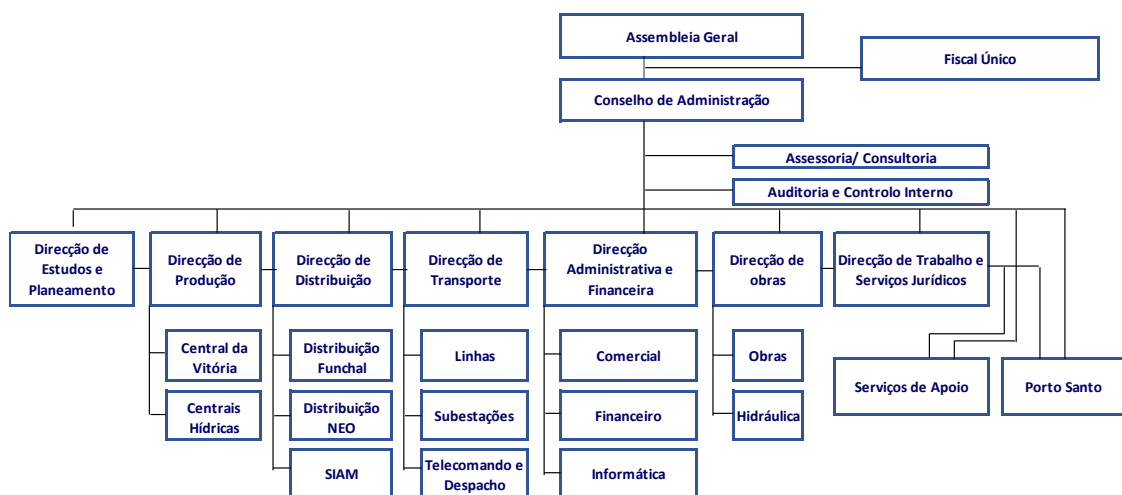 Assembleia Geral
Fiscal Único
Conselho de Administração
Assessoria/ Consultoria
Auditoria e Controlo Interno
Direcção de
Estudos e
Planeamento
Direcção de
Produção
Direcção de
Distribuição
Direcção de
Transporte
Direcção
Administrativa e
Financeira
Direcção de
obras
Direcção de Trabalho e
Serviços Jurídicos
Central da
Vitória
Distribuição
Funchal
Linhas
Comercial
Obras
Serviços de Apoio
Porto Santo
Centrais
Hídricas
Distribuição
NEO
Subestações
Financeiro
Hidráulica
SIAM
Telecomando e
Despacho
Informática